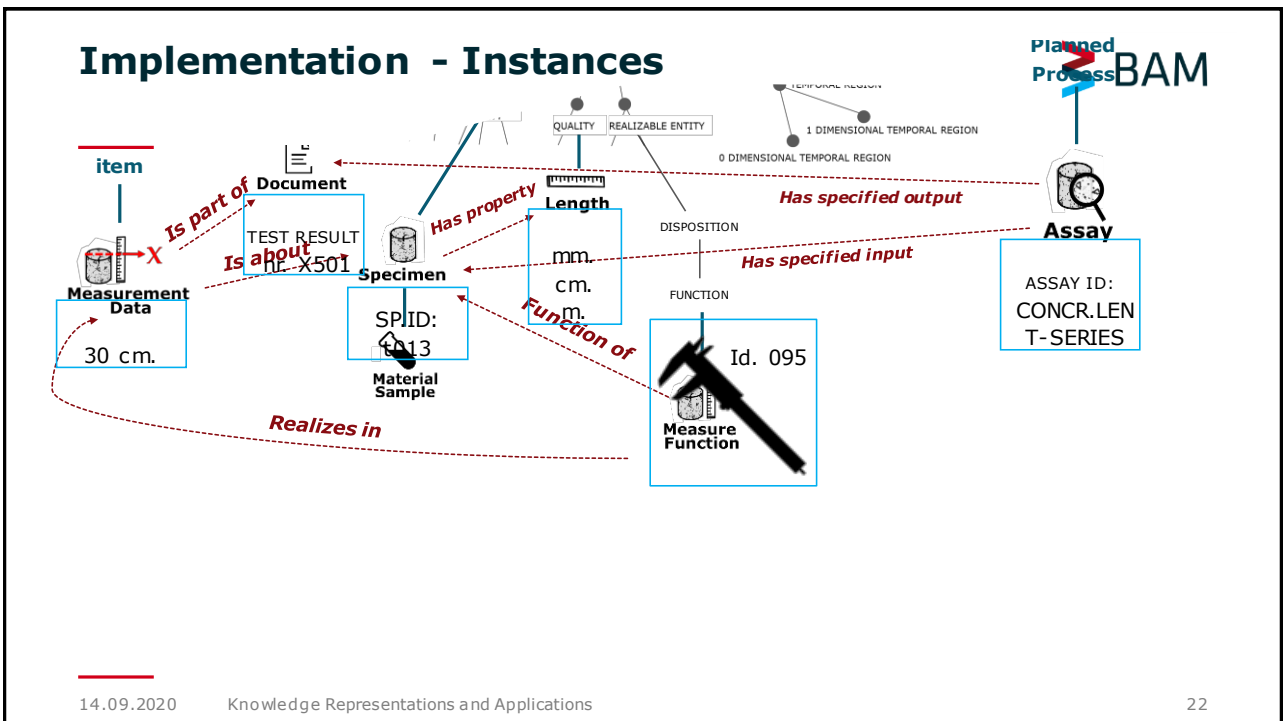 Implementation - Instances
Planned
Process
BAM
TEMPORAL REGION
QUALITY
REALIZABLE ENTITY
1 DIMENSIONAL TEMPORAL REGION
0 DIMENSIONAL TEMPORAL REGION
item
Document
Is part of
Has property
Length
Has specified output
TEST RESULT
nr. X501
Is about
X
Specimen
DISPOSITION
Assay
mm.
cm.
m.
Has specified input
Measurement
Data
FUNCTION
ASSAY ID:
CONCR.LEN
T-SERIES
SP.ID:
t013
Function of
30 cm.
Id. 095
Material
Sample
Realizes in
Measure
Function
14.09.2020
Knowledge Representations and Applications
22